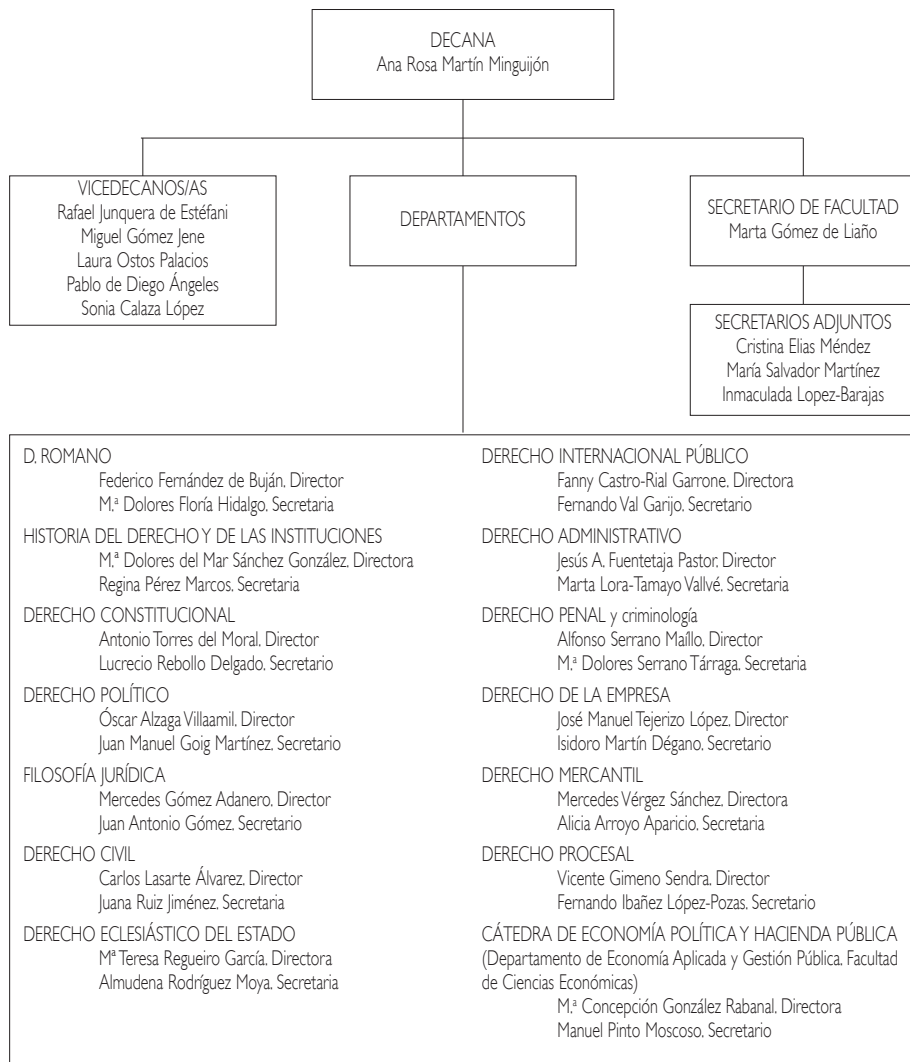 DECANA
Ana Rosa Martín Minguijón
VICEDECANOS/AS
Rafael Junquera de Estéfani
Miguel Gómez Jene
Laura Ostos Palacios
Pablo de Diego Ángeles
Sonia Calaza López
DEPARTAMENTOS
SECRETARIO DE FACULTAD
Marta Gómez de Liaño
SECRETARIOS ADJUNTOS
Cristina Elias Méndez
María Salvador Martínez
Inmaculada Lopez-Barajas
D. ROMANO
Federico Fernández de Buján. Director
M.ª Dolores Floría Hidalgo. Secretaria
HISTORIA DEL DERECHO Y DE LAS INSTITUCIONES
M.ª Dolores del Mar Sánchez González. Directora
Regina Pérez Marcos. Secretaria
DERECHO CONSTITUCIONAL
Antonio Torres del Moral. Director
Lucrecio Rebollo Delgado. Secretario
DERECHO POLÍTICO
Óscar Alzaga Villaamil. Director
Juan Manuel Goig Martínez. Secretario
FILOSOFÍA JURÍDICA
Mercedes Gómez Adanero. Director
Juan Antonio Gómez. Secretario
DERECHO CIVIL
Carlos Lasarte Álvarez. Director
Juana Ruiz Jiménez. Secretaria
DERECHO ECLESIÁSTICO DEL ESTADO
Mª Teresa Regueiro García. Directora
Almudena Rodríguez Moya. Secretaria
DERECHO INTERNACIONAL PÚBLICO
Fanny Castro-Rial Garrone. Directora
Fernando Val Garijo. Secretario
DERECHO ADMINISTRATIVO
Jesús A. Fuentetaja Pastor. Director
Marta Lora-Tamayo Vallvé. Secretaria
DERECHO PENAL y criminología
Alfonso Serrano Maíllo. Director
M.ª Dolores Serrano Tárraga. Secretaria
DERECHO DE LA EMPRESA
José Manuel Tejerizo López. Director
Isidoro Martín Dégano. Secretario
DERECHO MERCANTIL
Mercedes Vérgez Sánchez. Directora
Alicia Arroyo Aparicio. Secretaria
DERECHO PROCESAL
Vicente Gimeno Sendra. Director
Fernando Ibañez López-Pozas. Secretario
CÁTEDRA DE ECONOMÍA POLÍTICA Y HACIENDA PÚBLICA
(Departamento de Economía Aplicada y Gestión Pública. Facultad
de Ciencias Económicas)
M.ª Concepción González Rabanal. Directora
Manuel Pinto Moscoso. Secretario